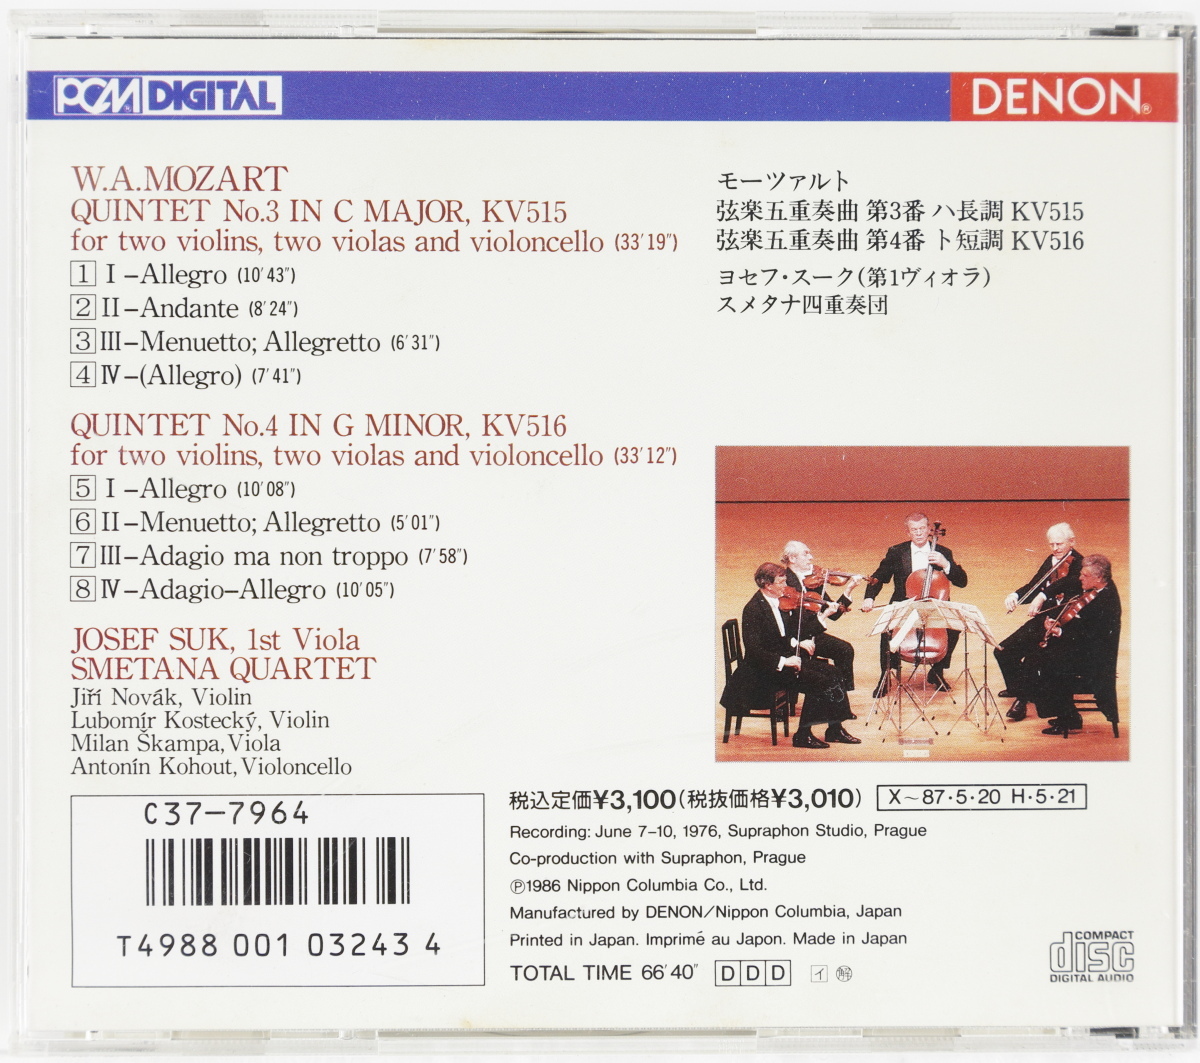 PCM DIGITAL
DENON®
W.A.MOZART
QUINTET No.3 IN C MAJOR, KV515
for two violins, two violas and violoncello (33′19″)
1 I–Allegro (10′43″)
2 II–Andante (8′24″)
3 III–Menuetto; Allegretto (6′31″)
4 IV–(Allegro) (7′41″)
QUINTET No.4 IN G MINOR, KV516
for two violins, two violas and violoncello (33′12″)
5 I–Allegro (10′08″)
6 II–Menuetto; Allegretto (5′01″)
7 III–Adagio ma non troppo (7′58″)
8 IV–Adagio–Allegro (10′05″)
JOSEF SUK, 1st Viola
SMETANA QUARTET
Jiří Novák, Violin
Lubomír Kostecký, Violin
Milan Škampa, Viola
Antonín Kohout, Violoncello
モーツァルト
弦楽五重奏曲 第3番 ハ長調 KV515
弦楽五重奏曲 第4番 ト短調 KV516
ヨセフ・スーク(第1ヴィオラ)
スメタナ四重奏団
C37–7964
T4988 001 03243 4
税込定価¥3,100(税抜価格¥3,010)
X～87·5·20 H·5·21
Recording: June 7–10, 1976, Supraphon Studio, Prague
Co-production with Supraphon, Prague
Ⓟ1986 Nippon Columbia Co., Ltd.
Manufactured by DENON/Nippon Columbia, Japan
Printed in Japan. Imprimé au Japon. Made in Japan
TOTAL TIME 66′40″ DDD イ 解
COMPACT
disc
DIGITAL AUDIO